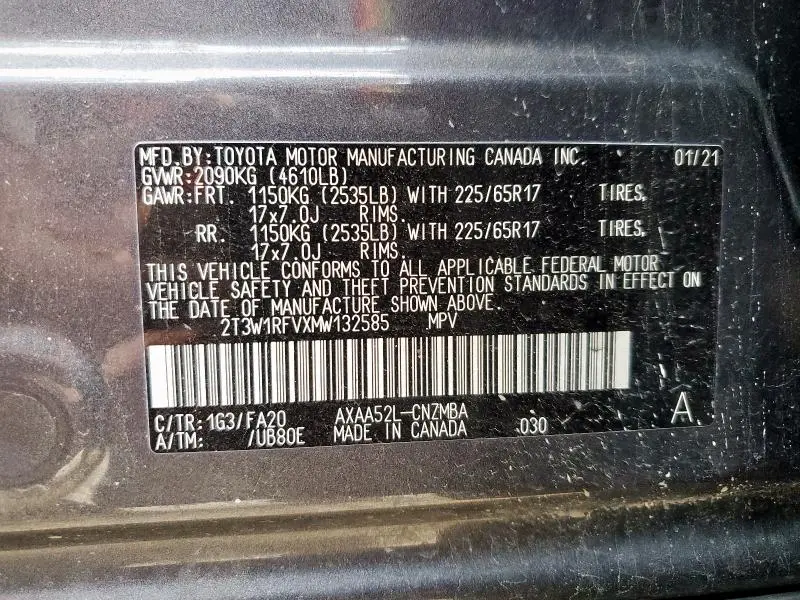 MFD.BY:TOYOTA MOTOR MANUFACTURING CANADA INC. 01/21
GVWR:2090KG (4610LB)
GAWR:FRT. 1150KG (2535LB) WITH 225/65R17 TIRES,
17x7.0J RIMS.
RR. 1150KG (2535LB) WITH 225/65R17 TIRES,
17x7.0J RIMS.
THIS VEHICLE CONFORMS TO ALL APPLICABLE FEDERAL MOTOR
VEHICLE SAFETY AND THEFT PREVENTION STANDARDS IN EFFECT ON
THE DATE OF MANUFACTURE SHOWN ABOVE.
2T3W1RFVXMW132585 MPV
C/TR:1G3/FA20 AXAA52L-CNZMBA A
A/TM: /UB80E MADE IN CANADA 030